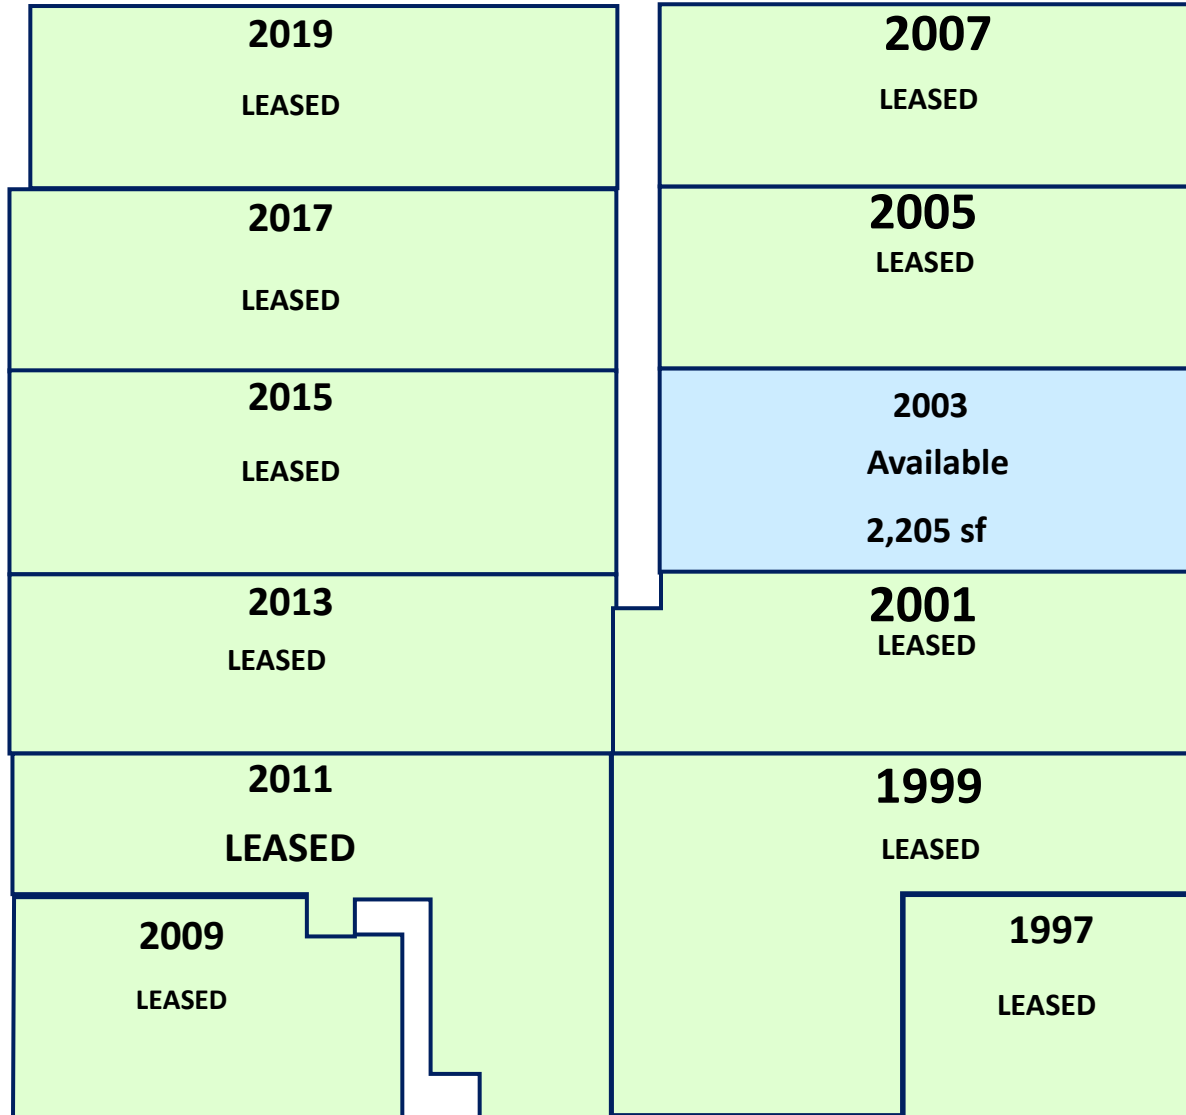 2019
LEASED
2007
LEASED
2017
LEASED
2005
LEASED
2015
LEASED
2003
Available
2,205 sf
2013
LEASED
2001
LEASED
2011
LEASED
1999
LEASED
2009
LEASED
1997
LEASED